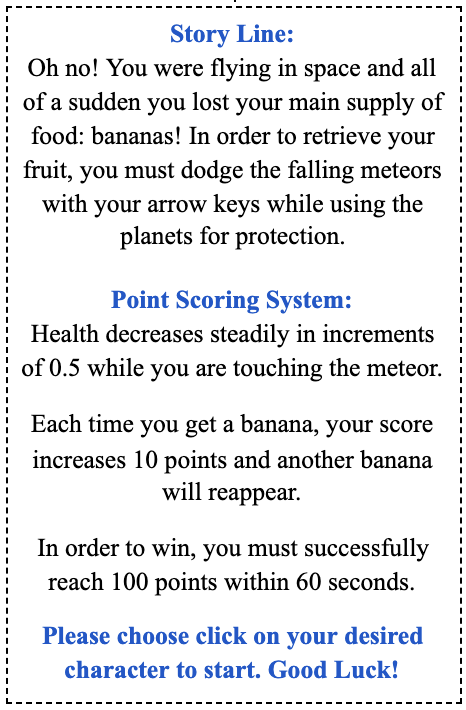 Story Line:
Oh no! You were flying in space and all
of a sudden you lost your main supply of
food: bananas! In order to retrieve your
fruit, you must dodge the falling meteors
with your arrow keys while using the
planets for protection.
Point Scoring System:
Health decreases steadily in increments
of 0.5 while you are touching the meteor.
Each time you get a banana, your score
increases 10 points and another banana
will reappear.
In order to win, you must successfully
reach 100 points within 60 seconds.
Please choose click on your desired
character to start. Good Luck!